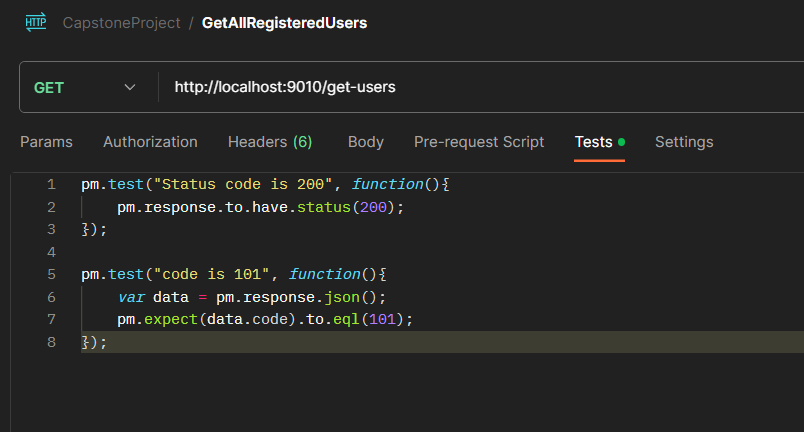 HTTP CapstoneProject / GetAllRegisteredUsers
GET http://localhost:9010/get-users
Params Authorization Headers (6) Body Pre-request Script Tests Settings
1 pm.test("Status code is 200", function(){
2 pm.response.to.have.status(200);
3 });
4
5 pm.test("code is 101", function(){
6 var data = pm.response.json();
7 pm.expect(data.code).to.eql(101);
8 });